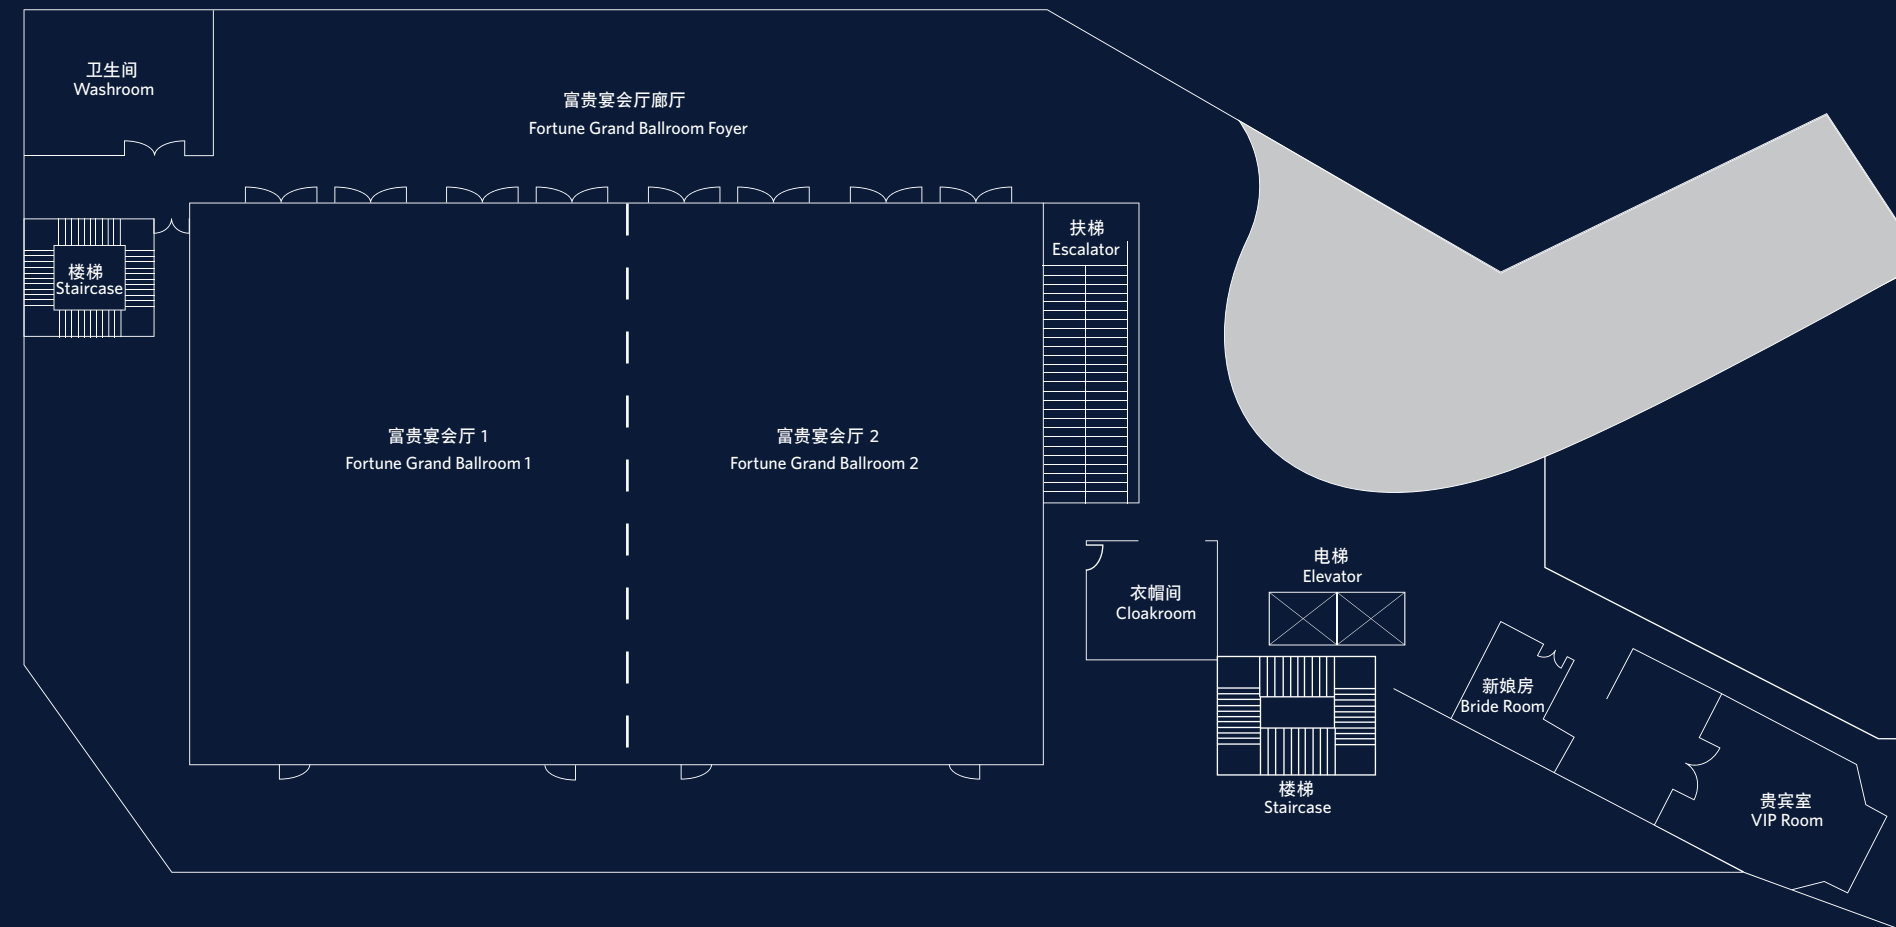 卫生间
Washroom
富贵宴会厅廊厅
Fortune Grand Ballroom Foyer
扶梯
Escalator
楼梯
Staircase
富贵宴会厅 1
Fortune Grand Ballroom 1
富贵宴会厅 2
Fortune Grand Ballroom 2
电梯
Elevator
衣帽间
Cloakroom
新娘房
Bride Room
楼梯
Staircase
贵宾室
VIP Room